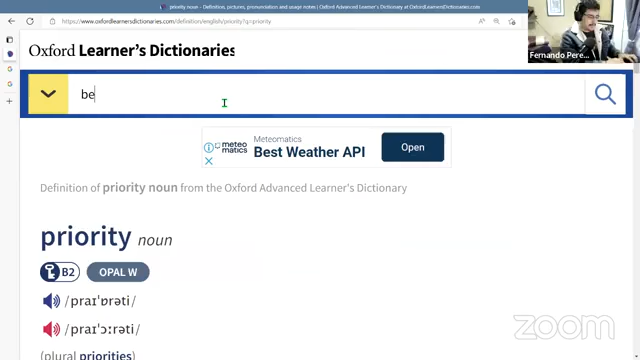 priority noun - Definition, pictures, pronunciation and usage notes | Oxford Advanced Learner's Dictionary at OxfordLearnersDictionaries.com
https://www.oxfordlearnersdictionaries.com/definition/english/priority?q=priority
Fernando Pere...
Oxford Learner's Dictionaries
be
meteomatics
Meteomatics
Best Weather API
Open
Definition of priority noun from the Oxford Advanced Learner's Dictionary
priority noun
B2
OPAL W
/praɪˈɒrəti/
/praɪˈɔːrəti/
(plural priorities)
zoom